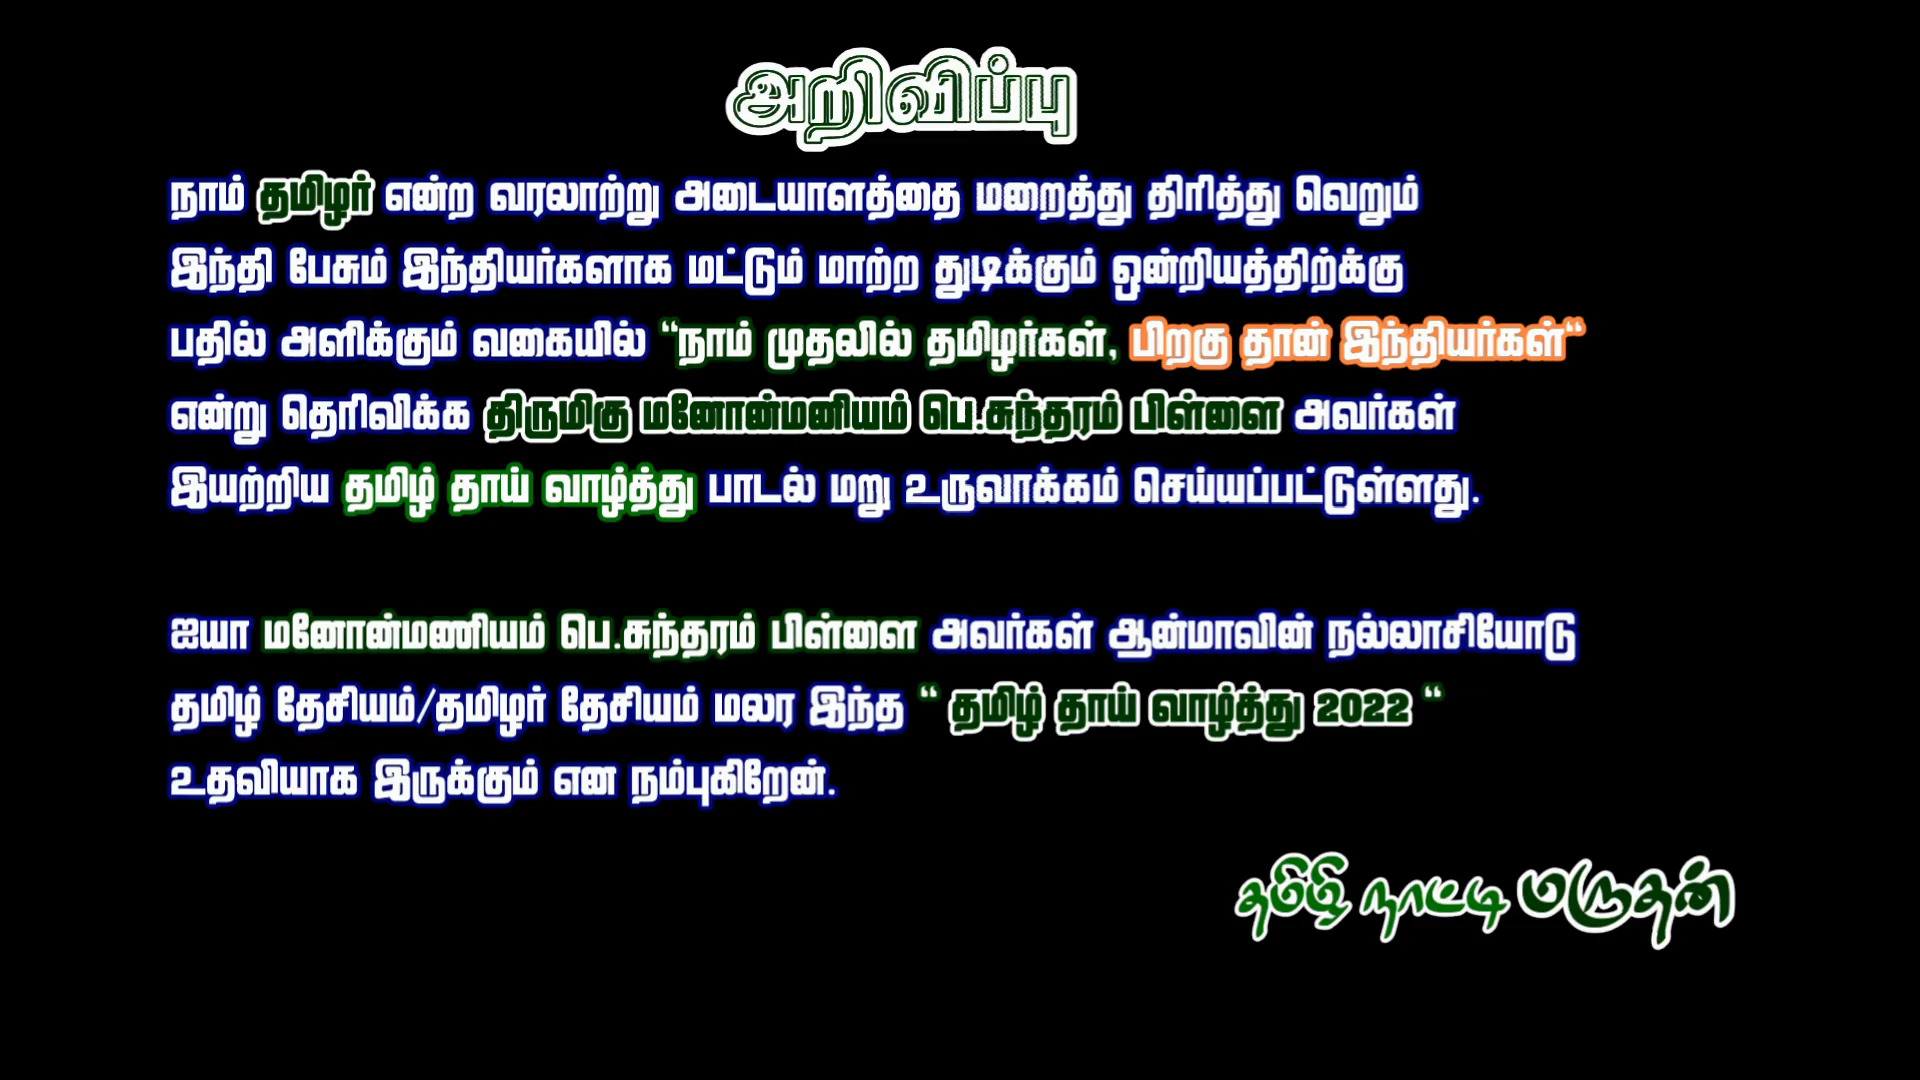 அறிவிப்பு
நாம் தமிழர் என்ற வரலாற்று அடையாளத்தை மறைத்து திரித்து வெறும்
இந்தி பேசும் இந்தியர்களாக மட்டும் மாற்ற துடிக்கும் ஒன்றியத்திற்க்கு
பதில் அளிக்கும் வகையில் “நாம் முதலில் தமிழர்கள், பிறகு தான் இந்தியர்கள்“
என்று தெரிவிக்க திருமிகு மனோன்மனியம் பெ.சுந்தரம் பிள்ளை அவர்கள்
இயற்றிய தமிழ் தாய் வாழ்த்து பாடல் மறு உருவாக்கம் செய்யப்பட்டுள்ளது.
ஐயா மனோன்மணியம் பெ.சுந்தரம் பிள்ளை அவர்கள் ஆன்மாவின் நல்லாசியோடு
தமிழ் தேசியம்/தமிழர் தேசியம் மலர இந்த “ தமிழ் தாய் வாழ்த்து 2022 “
உதவியாக இருக்கும் என நம்புகிறேன்.
தமிழ் நாட்டி மருதன்